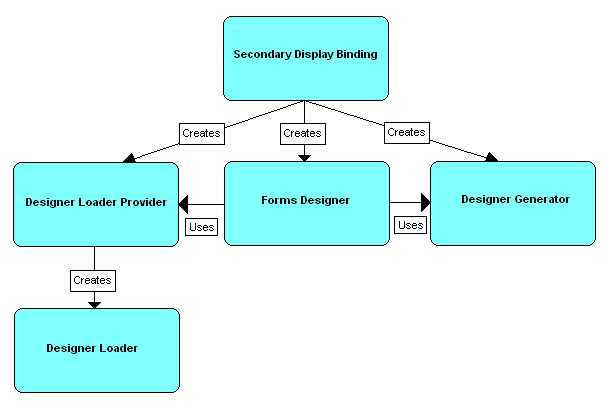 Secondary Display Binding
Creates
Creates
Creates
Designer Loader Provider
Forms Designer
Designer Generator
Uses
Uses
Creates
Designer Loader